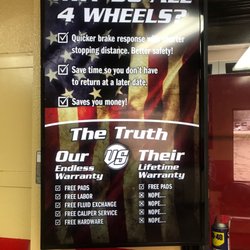 4 WHEELS?
Quicker brake response with shorter
stopping distance. Better safety!
Save time so you don't have
to return at a later date.
Saves you money!
The Truth
Our VS Their
Endless Lifetime
Warranty Warranty
FREE PADS FREE PADS
FREE LABOR NOPE...
FREE FLUID EXCHANGE NOPE...
FREE CALIPER SERVICE NOPE...
FREE HARDWARE NOPE...